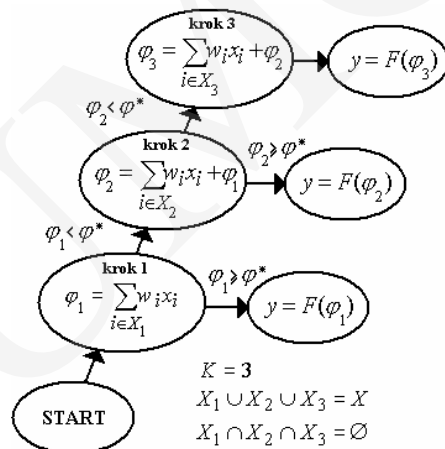 krok 3
φ₃ = ∑ wᵢxᵢ + φ₂
i∈X₃
y = F(φ₃)
φ₂ < φ*
krok 2
φ₂ = ∑ wᵢxᵢ + φ₁
i∈X₂
φ₂ ⩾ φ*
y = F(φ₂)
φ₁ < φ*
krok 1
φ₁ = ∑ wᵢxᵢ
i∈X₁
φ₁ ⩾ φ*
y = F(φ₁)
START
K = 3
X₁ ∪ X₂ ∪ X₃ = X
X₁ ∩ X₂ ∩ X₃ = ∅